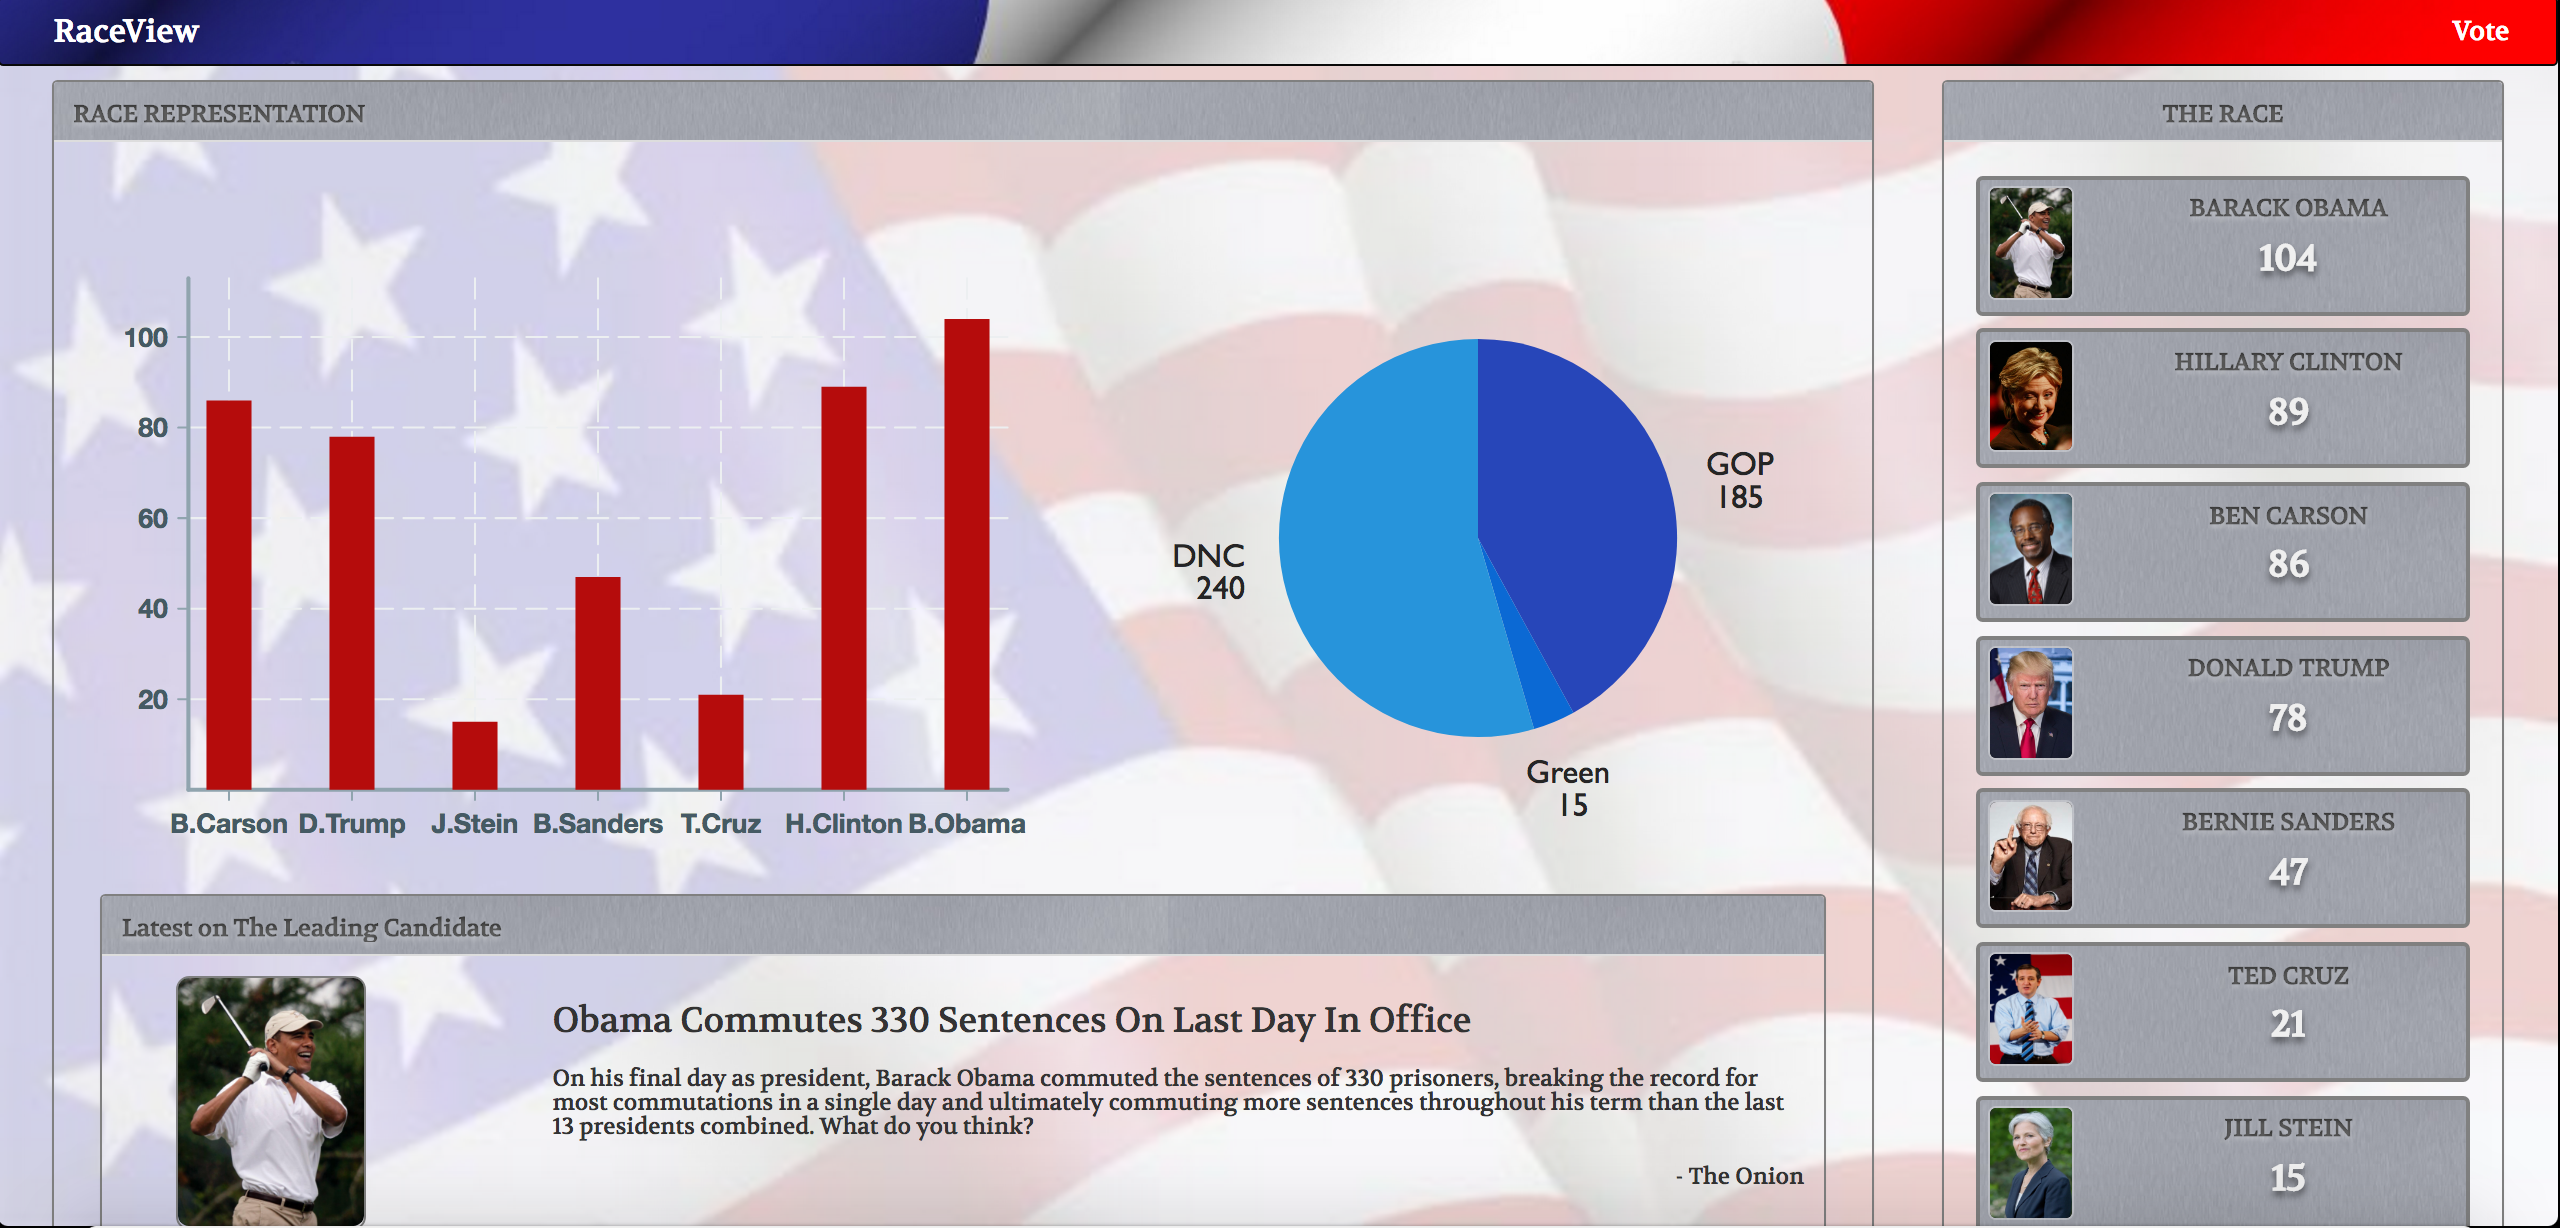 RaceView
Vote
RACE REPRESENTATION
100
80
60
40
20
B.Carson D.Trump J.Stein B.Sanders T.Cruz H.Clinton B.Obama
GOP
185
DNC
240
Green
15
Latest on The Leading Candidate
Obama Commutes 330 Sentences On Last Day In Office
On his final day as president, Barack Obama commuted the sentences of 330 prisoners, breaking the record for
most commutations in a single day and ultimately commuting more sentences throughout his term than the last
13 presidents combined. What do you think?
- The Onion
THE RACE
BARACK OBAMA
104
HILLARY CLINTON
89
BEN CARSON
86
DONALD TRUMP
78
BERNIE SANDERS
47
TED CRUZ
21
JILL STEIN
15